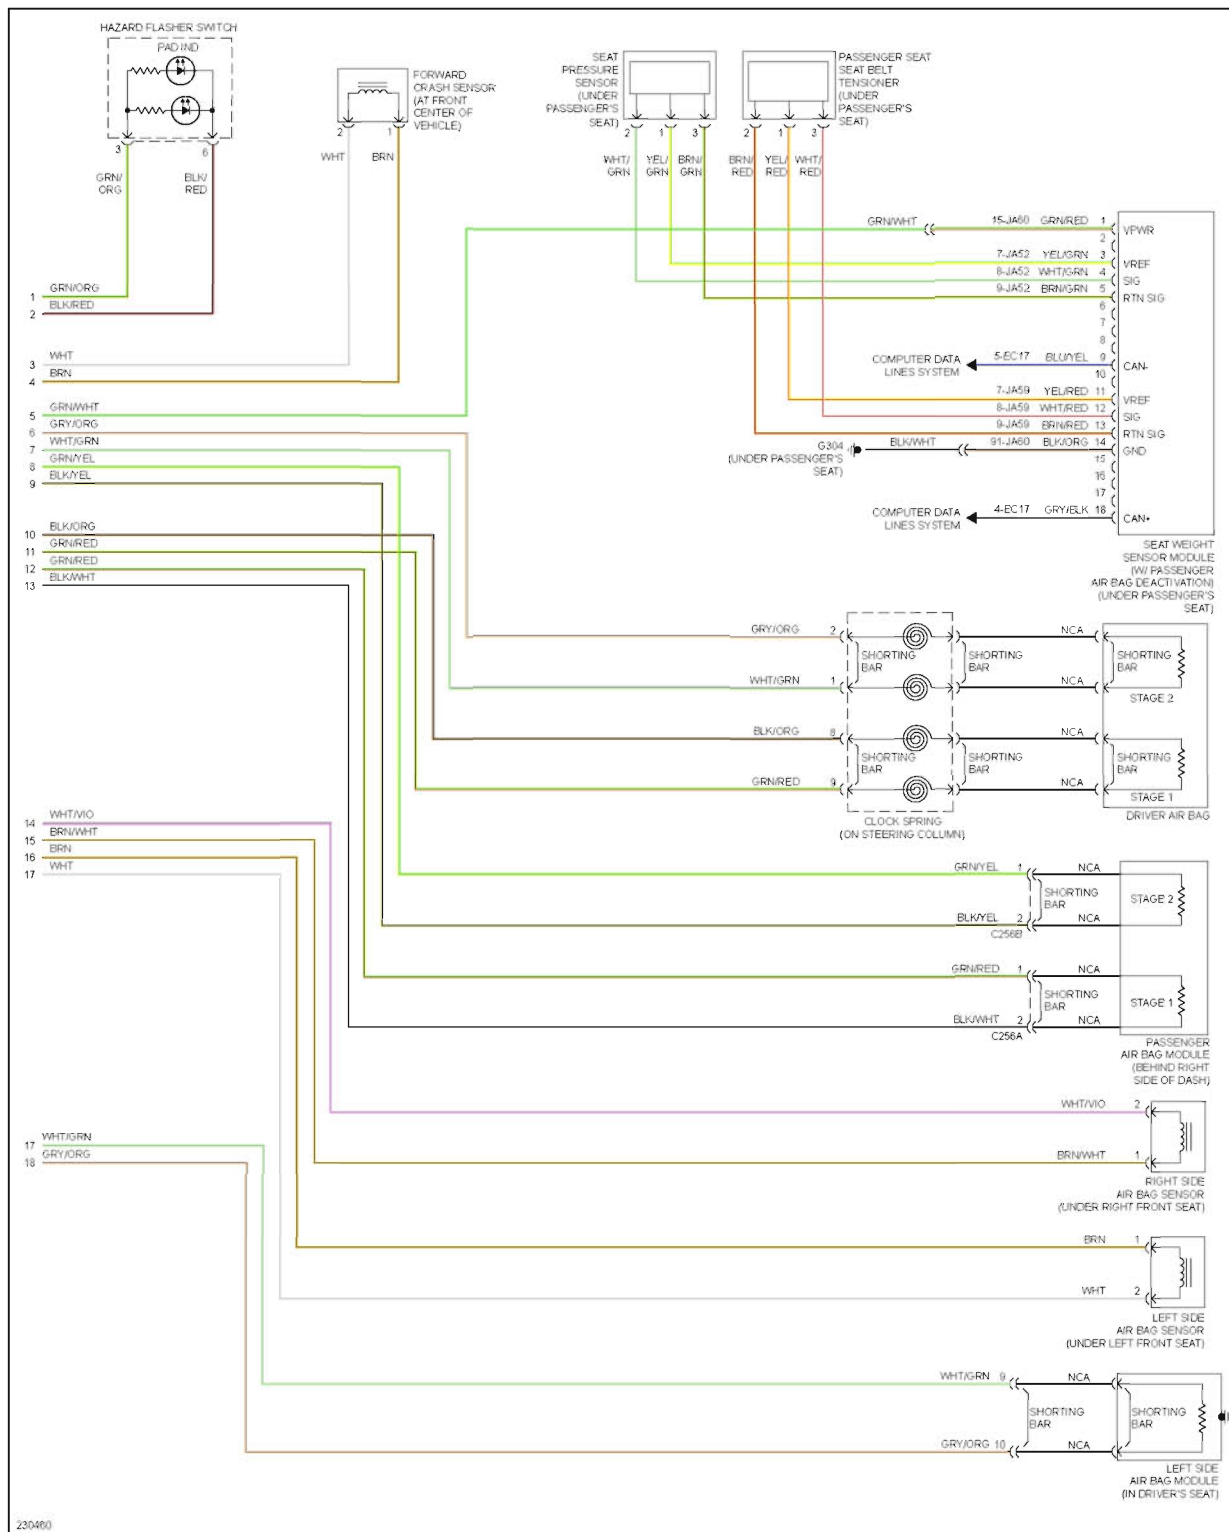 HAZARD FLASHER SWITCH
PAD IND
3
6
GRN/
ORG
BLK/
RED
FORWARD
CRASH SENSOR
(AT FRONT
CENTER OF
VEHICLE)
2
1
WHT
BRN
SEAT
PRESSURE
SENSOR
(UNDER
PASSENGER'S
SEAT)
2
1
3
WHT/
GRN
YEL/
GRN
BRN/
GRN
PASSENGER SEAT
SEAT BELT
TENSIONER
(UNDER
PASSENGER'S
SEAT)
2
1
3
BRN/
RED
YEL/
RED
WHT/
RED
1 GRN/ORG
2 BLK/RED
3 WHT
4 BRN
5 GRN/WHT
6 GRY/ORG
7 WHT/GRN
8 GRN/YEL
9 BLK/YEL
10 BLK/ORG
11 GRN/RED
12 GRN/RED
13 BLK/WHT
GRN/WHT 15-JA60 GRN/RED 1 VPWR
2
7-JA52 YEL/GRN 3 VREF
8-JA52 WHT/GRN 4 SIG
9-JA52 BRN/GRN 5 RTN SIG
6
7
8
COMPUTER DATA
LINES SYSTEM
5-EC17 BLU/YEL 9 CAN-
10
7-JA59 YEL/RED 11 VREF
8-JA59 WHT/RED 12 SIG
9-JA59 BRN/RED 13 RTN SIG
G304
(UNDER PASSENGER'S
SEAT)
BLK/WHT 91-JA60 BLK/ORG 14 GND
15
16
17
COMPUTER DATA
LINES SYSTEM
4-EC17 GRY/BLK 18 CAN+
SEAT WEIGHT
SENSOR MODULE
(W/ PASSENGER
AIR BAG DEACTIVATION)
(UNDER PASSENGER'S
SEAT)
GRY/ORG 2 NCA
SHORTING
BAR
SHORTING
BAR
SHORTING
BAR
WHT/GRN 1 NCA
STAGE 2
BLK/ORG 8 NCA
SHORTING
BAR
SHORTING
BAR
SHORTING
BAR
GRN/RED 9 NCA
STAGE 1
CLOCK SPRING
(ON STEERING COLUMN)
DRIVER AIR BAG
14 WHT/VIO
15 BRN/WHT
16 BRN
17 WHT
GRN/YEL 1 NCA
SHORTING
BAR
STAGE 2
BLK/YEL 2 NCA
C256B
GRN/RED 1 NCA
SHORTING
BAR
STAGE 1
BLK/WHT 2 NCA
C256A
PASSENGER
AIR BAG MODULE
(BEHIND RIGHT
SIDE OF DASH)
WHT/VIO 2
17 WHT/GRN
18 GRY/ORG
BRN/WHT 1
RIGHT SIDE
AIR BAG SENSOR
(UNDER RIGHT FRONT SEAT)
BRN 1
WHT 2
LEFT SIDE
AIR BAG SENSOR
(UNDER LEFT FRONT SEAT)
WHT/GRN 9 NCA
SHORTING
BAR
SHORTING
BAR
GRY/ORG 10 NCA
LEFT SIDE
AIR BAG MODULE
(IN DRIVER'S SEAT)
230460